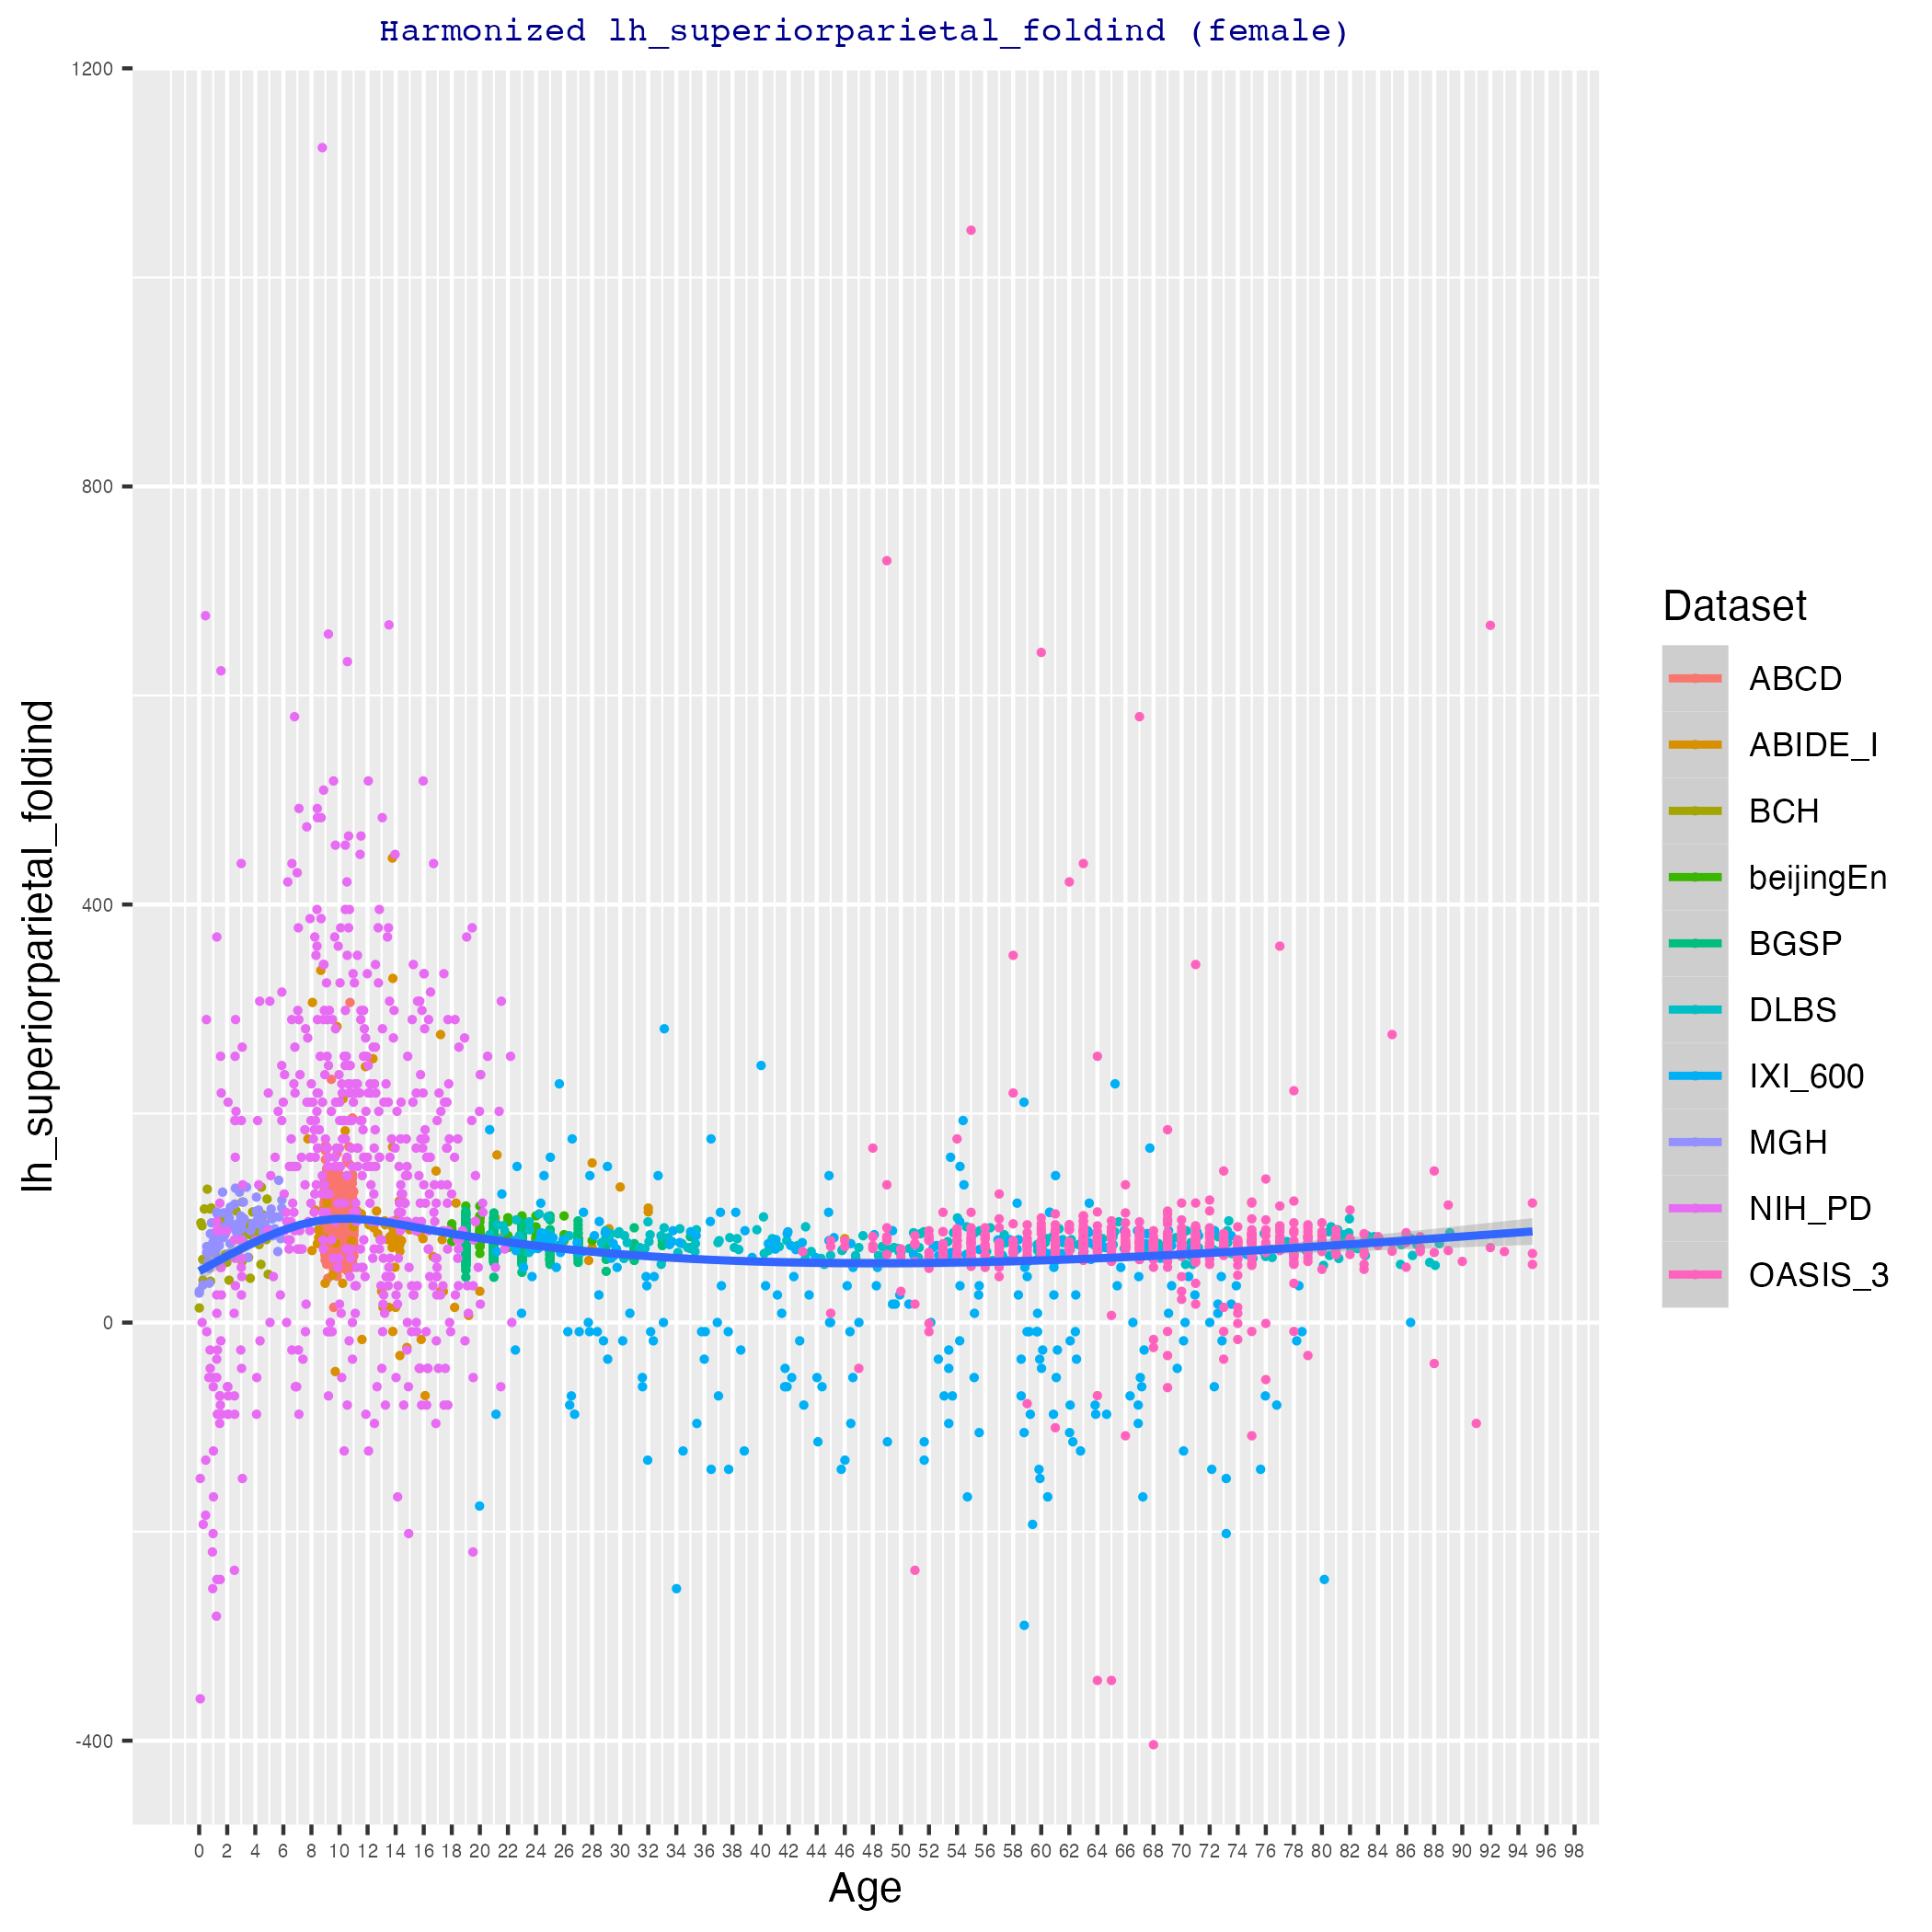 Harmonized lh_superiorparietal_foldind (female)
1200
800
400
0
-400
lh_superiorparietal_foldind
0 2 4 6 8 10 12 14 16 18 20 22 24 26 28 30 32 34 36 38 40 42 44 46 48 50 52 54 56 58 60 62 64 66 68 70 72 74 76 78 80 82 84 86 88 90 92 94 96 98
Age
Dataset
ABCD
ABIDE_I
BCH
beijingEn
BGSP
DLBS
IXI_600
MGH
NIH_PD
OASIS_3